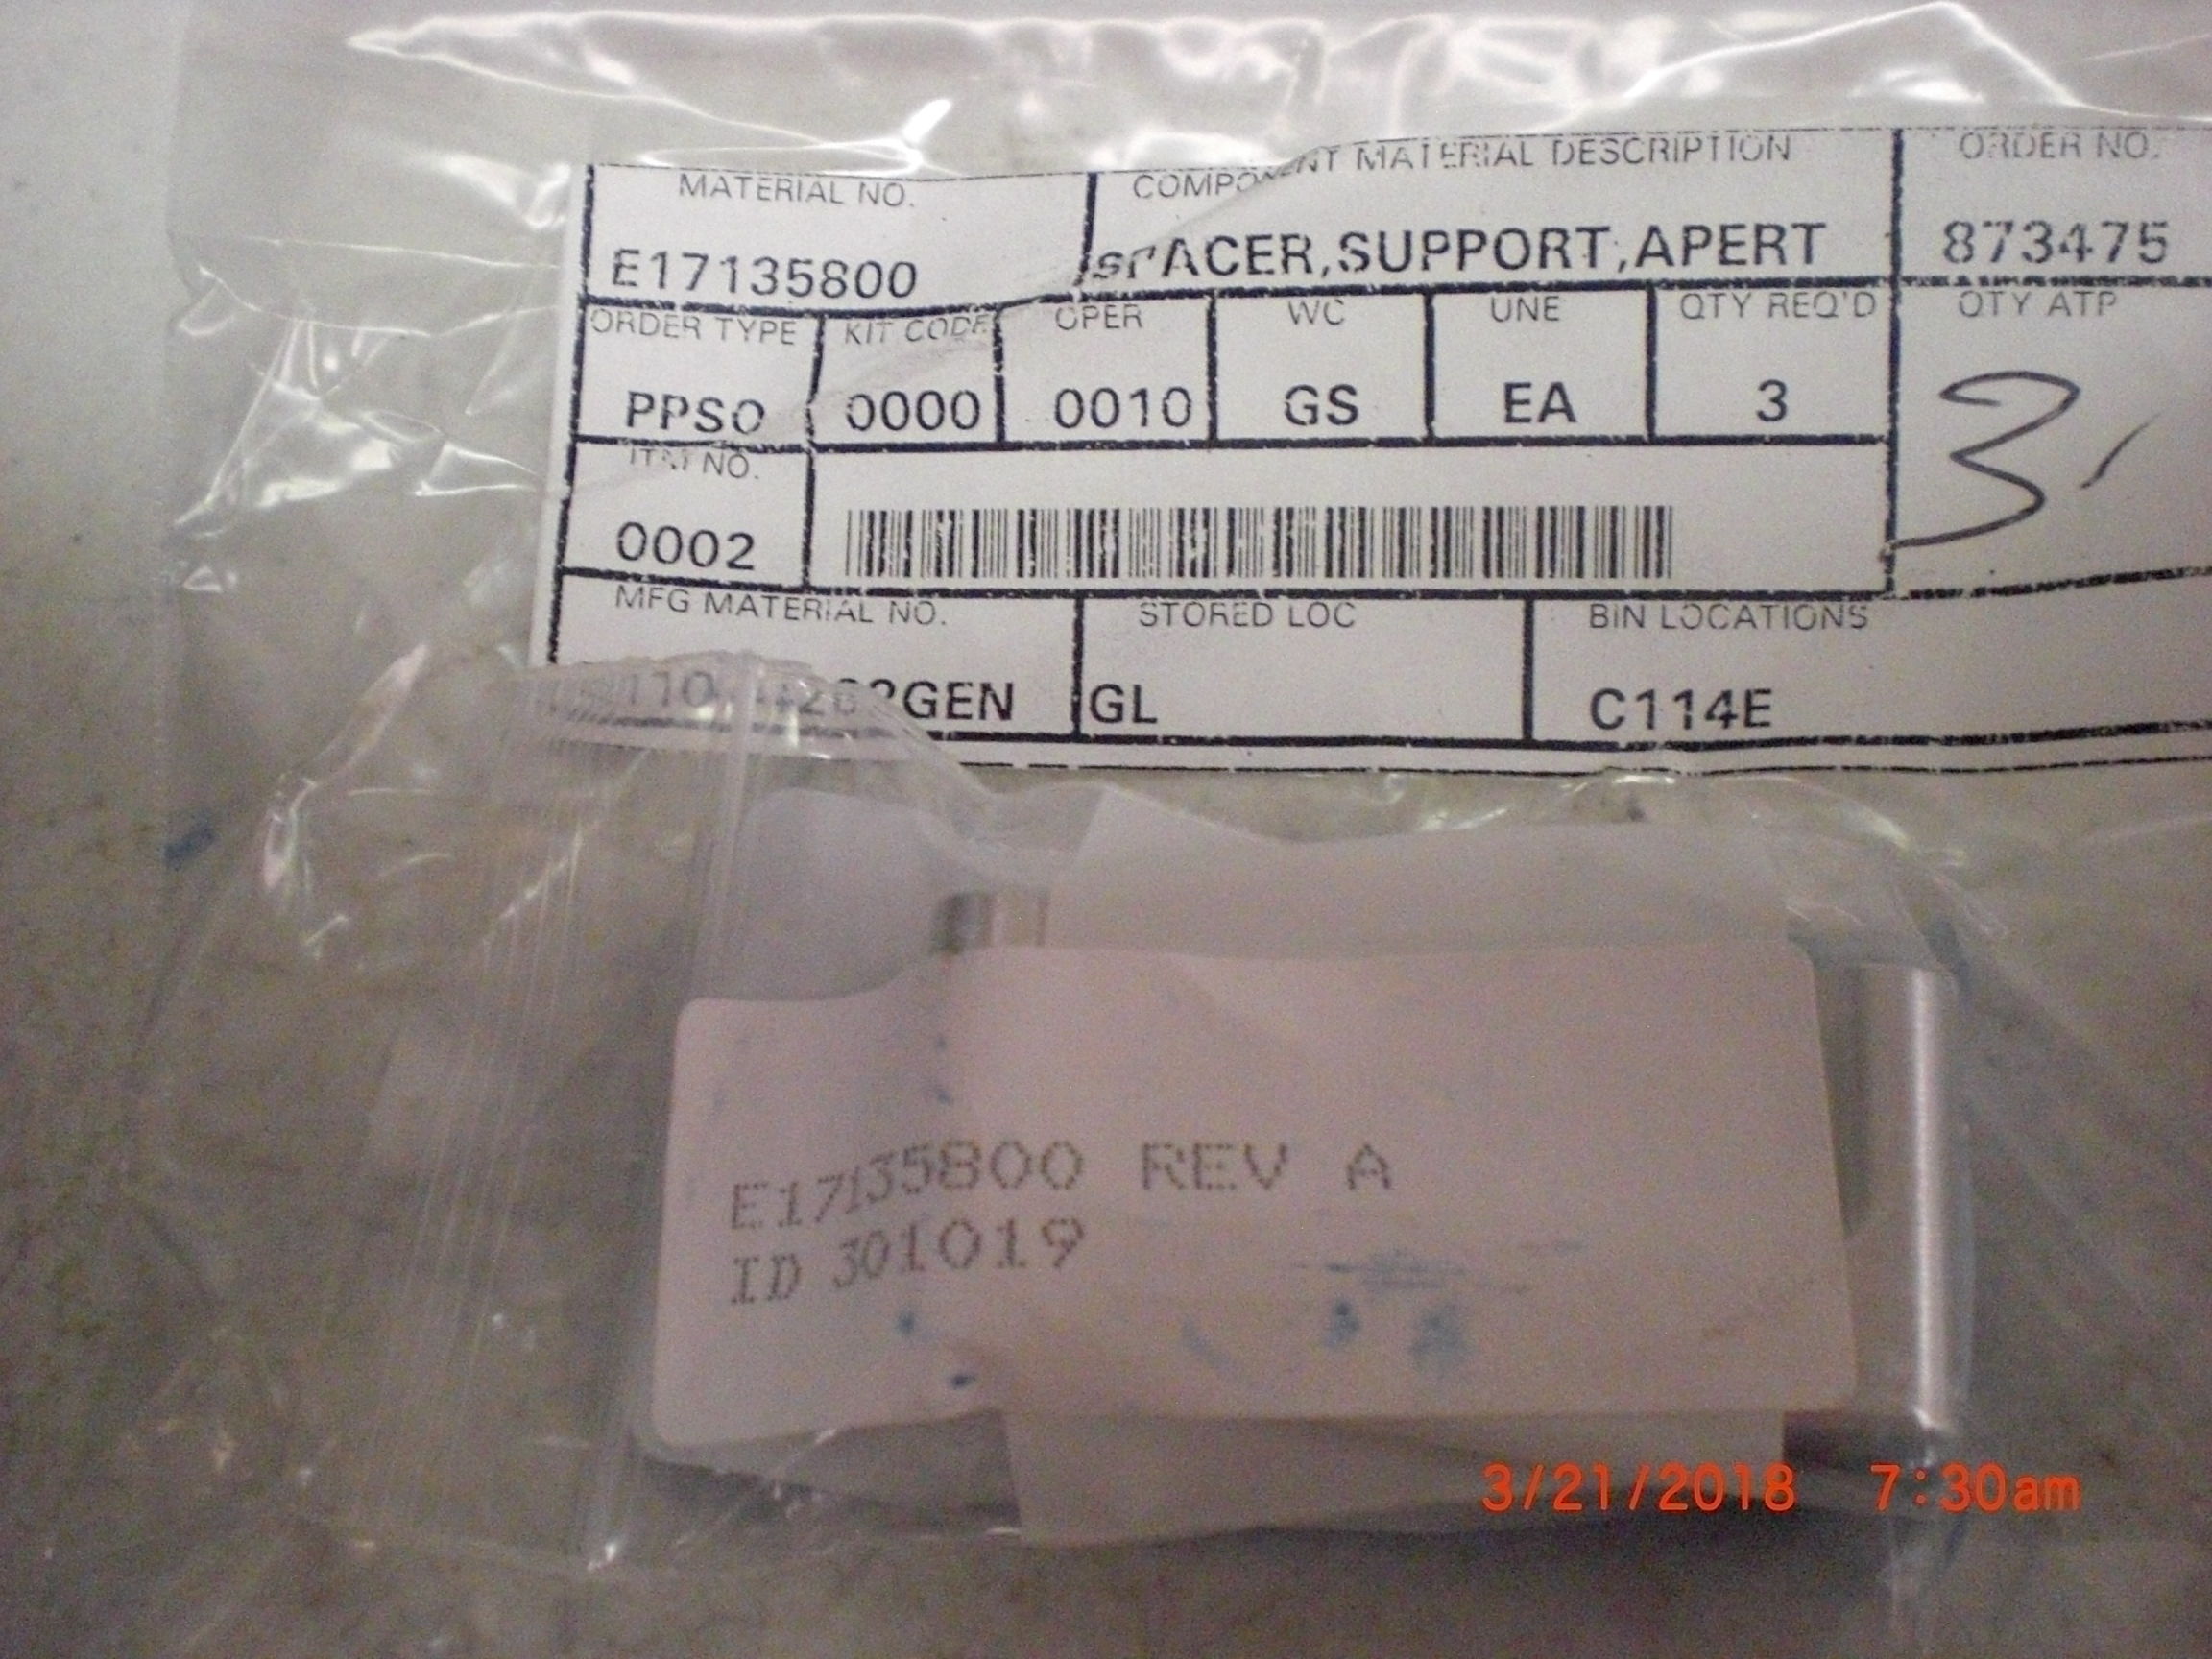 MATERIAL NO. COMPONENT MATERIAL DESCRIPTION ORDER NO.
E17135800 SPACER,SUPPORT,APERT 873475
ORDER TYPE KIT CODE OPER WC UNE QTY REQ'D QTY ATP
PPSO 0000 0010 GS EA 3 3
ITM NO.
0002
MFG MATERIAL NO. STORED LOC BIN LOCATIONS
GL C114E
E17135800 REV A
ID 301019
3/21/2018 7:30am